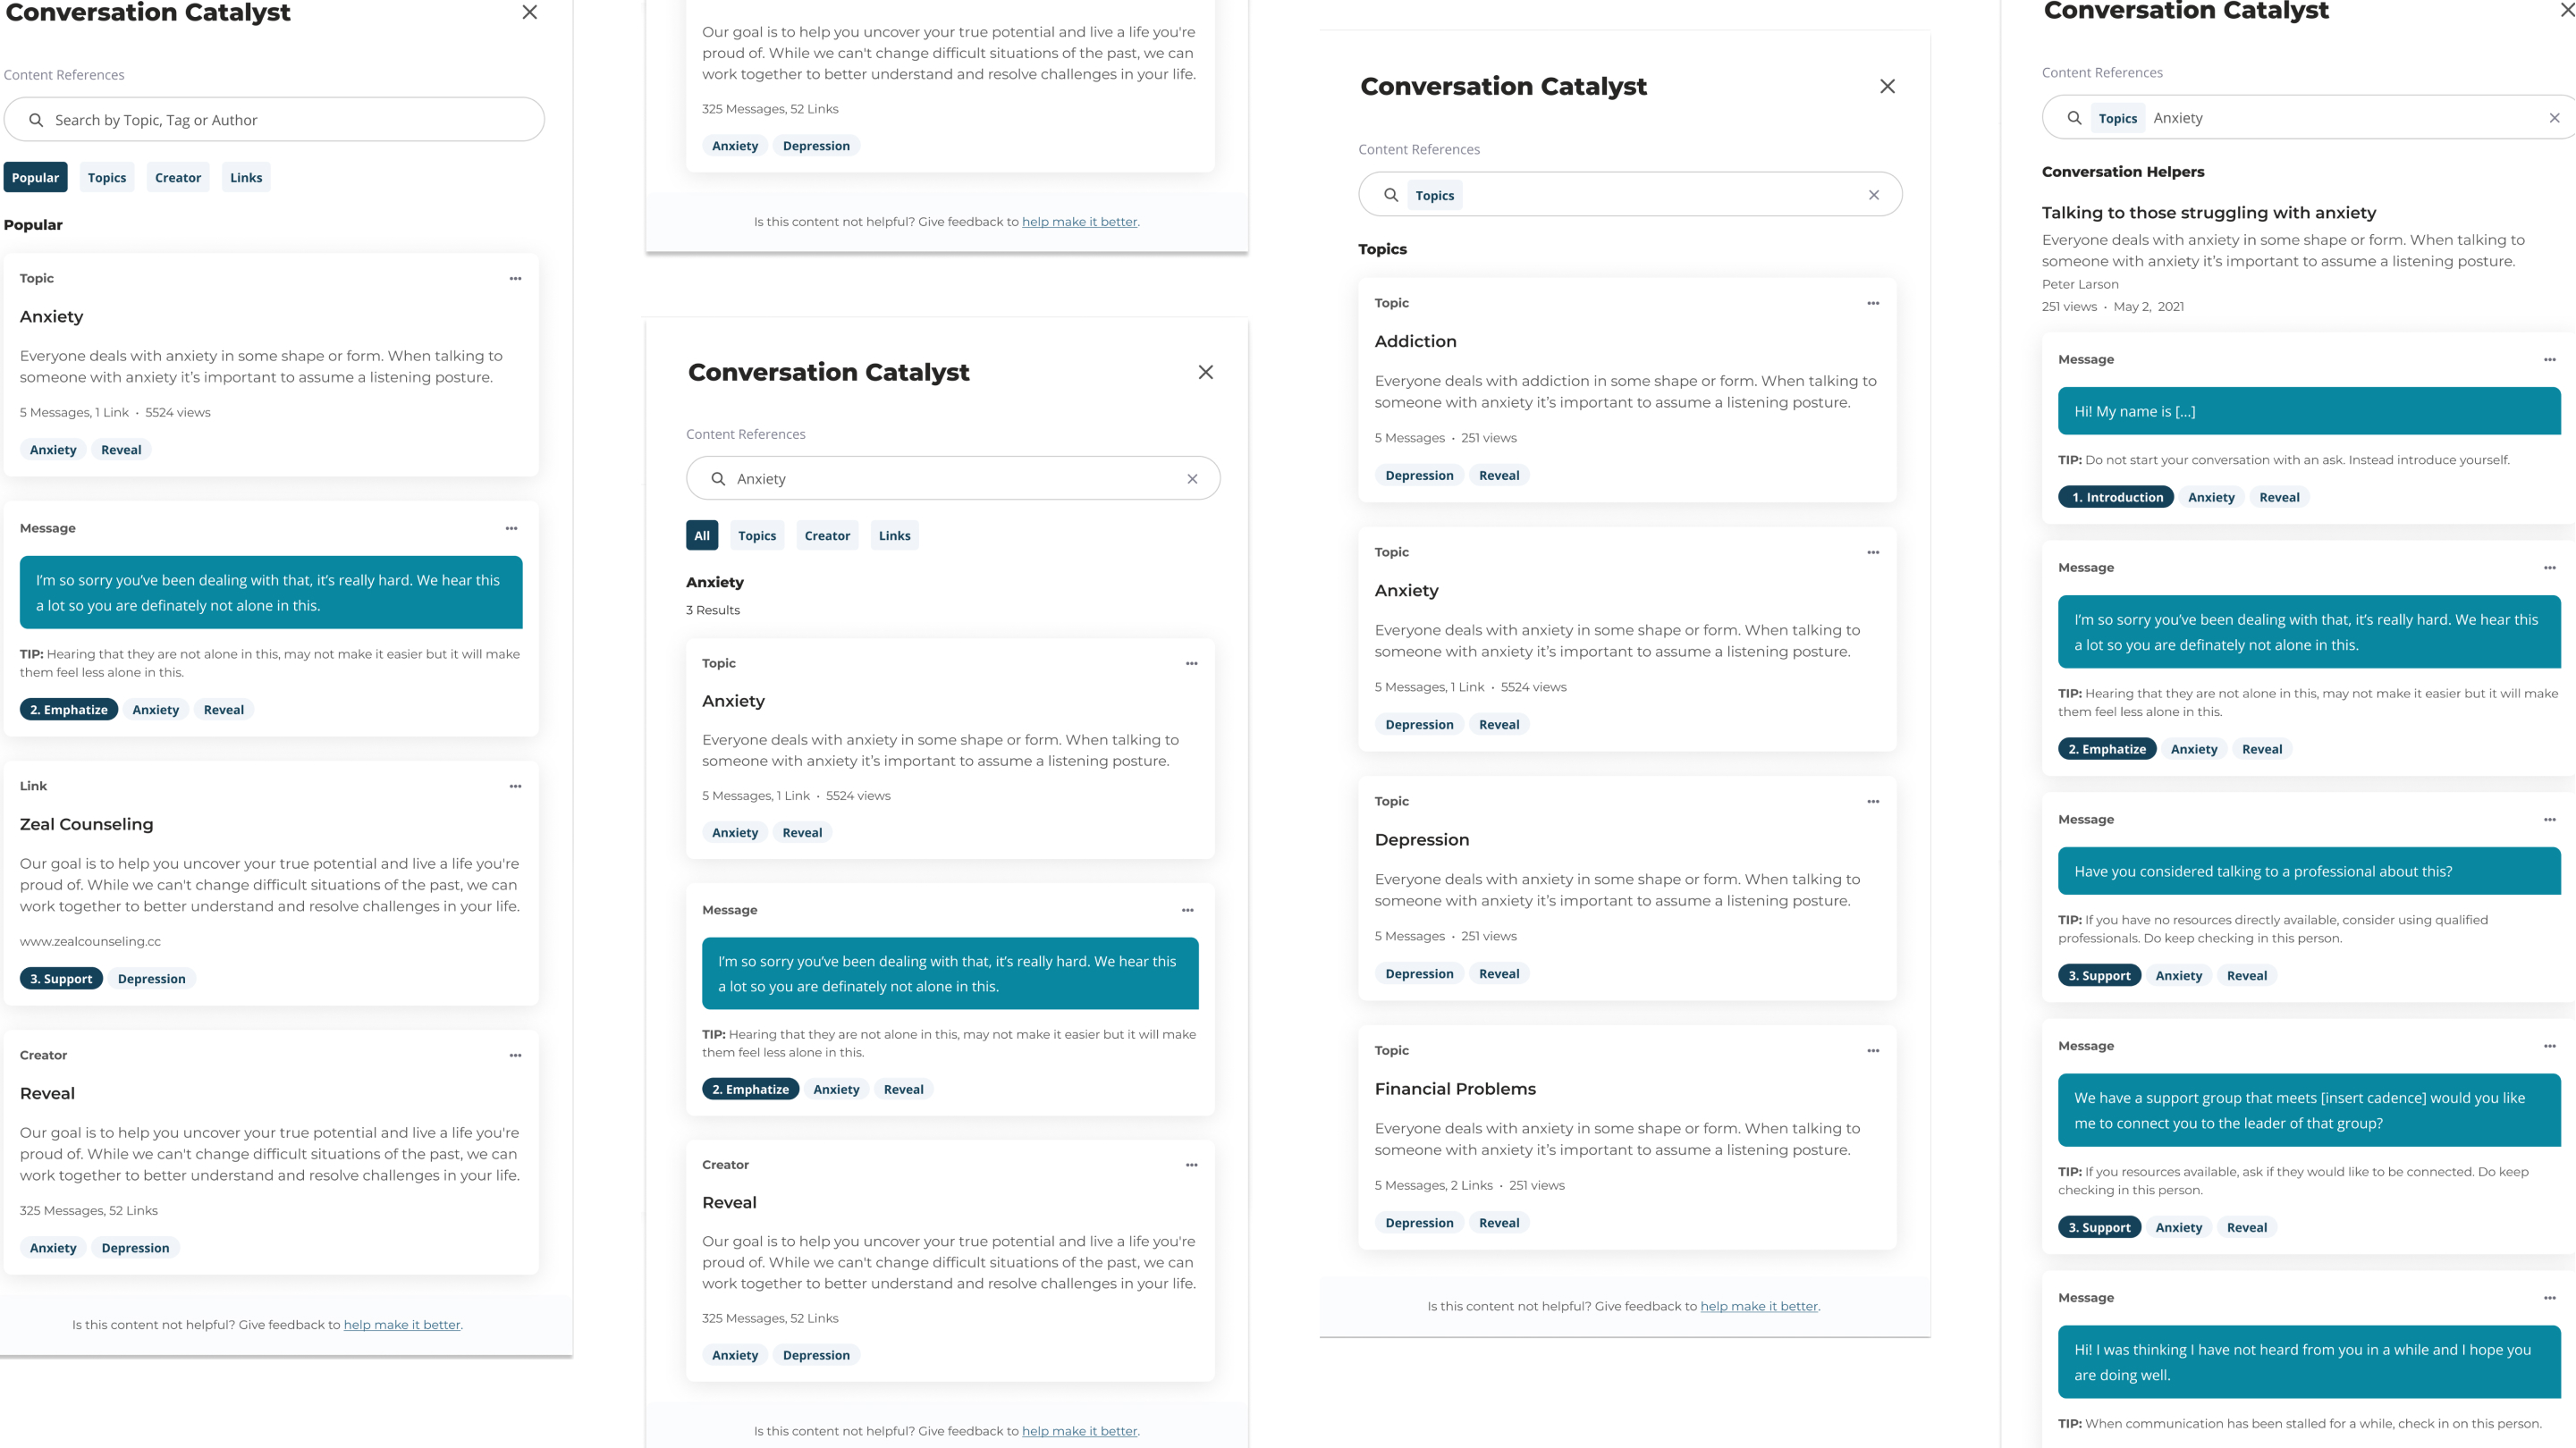 Conversation Catalyst
Content References
Search by Topic, Tag or Author
Popular Topics Creator Links
Popular
Topic
Anxiety
Everyone deals with anxiety in some shape or form. When talking to
someone with anxiety it's important to assume a listening posture.
5 Messages, 1 Link • 5524 views
Anxiety Reveal
Message
I'm so sorry you've been dealing with that, it's really hard. We hear this
a lot so you are definately not alone in this.
TIP: Hearing that they are not alone in this, may not make it easier but it will make
them feel less alone in this.
2. Emphatize Anxiety Reveal
Link
Zeal Counseling
Our goal is to help you uncover your true potential and live a life you're
proud of. While we can't change difficult situations of the past, we can
work together to better understand and resolve challenges in your life.
www.zealcounseling.cc
3. Support Depression
Creator
Reveal
Our goal is to help you uncover your true potential and live a life you're
proud of. While we can't change difficult situations of the past, we can
work together to better understand and resolve challenges in your life.
325 Messages, 52 Links
Anxiety Depression
Is this content not helpful? Give feedback to help make it better.
Our goal is to help you uncover your true potential and live a life you're
proud of. While we can't change difficult situations of the past, we can
work together to better understand and resolve challenges in your life.
325 Messages, 52 Links
Anxiety Depression
Is this content not helpful? Give feedback to help make it better.
Conversation Catalyst
Content References
Anxiety
All Topics Creator Links
Anxiety
3 Results
Topic
Anxiety
Everyone deals with anxiety in some shape or form. When talking to
someone with anxiety it's important to assume a listening posture.
5 Messages, 1 Link • 5524 views
Anxiety Reveal
Message
I'm so sorry you've been dealing with that, it's really hard. We hear this
a lot so you are definately not alone in this.
TIP: Hearing that they are not alone in this, may not make it easier but it will make
them feel less alone in this.
2. Emphatize Anxiety Reveal
Creator
Reveal
Our goal is to help you uncover your true potential and live a life you're
proud of. While we can't change difficult situations of the past, we can
work together to better understand and resolve challenges in your life.
325 Messages, 52 Links
Anxiety Depression
Is this content not helpful? Give feedback to help make it better.
Conversation Catalyst
Content References
Topics
Topics
Topic
Addiction
Everyone deals with addiction in some shape or form. When talking to
someone with anxiety it's important to assume a listening posture.
5 Messages • 251 views
Depression Reveal
Topic
Anxiety
Everyone deals with anxiety in some shape or form. When talking to
someone with anxiety it's important to assume a listening posture.
5 Messages, 1 Link • 5524 views
Depression Reveal
Topic
Depression
Everyone deals with anxiety in some shape or form. When talking to
someone with anxiety it's important to assume a listening posture.
5 Messages • 251 views
Depression Reveal
Topic
Financial Problems
Everyone deals with anxiety in some shape or form. When talking to
someone with anxiety it's important to assume a listening posture.
5 Messages, 2 Links • 251 views
Depression Reveal
Is this content not helpful? Give feedback to help make it better.
Conversation Catalyst
Content References
Topics Anxiety
Conversation Helpers
Talking to those struggling with anxiety
Everyone deals with anxiety in some shape or form. When talking to
someone with anxiety it's important to assume a listening posture.
Peter Larson
251 views • May 2, 2021
Message
Hi! My name is [...]
TIP: Do not start your conversation with an ask. Instead introduce yourself.
1. Introduction Anxiety Reveal
Message
I'm so sorry you've been dealing with that, it's really hard. We hear this
a lot so you are definately not alone in this.
TIP: Hearing that they are not alone in this, may not make it easier but it will make
them feel less alone in this.
2. Emphatize Anxiety Reveal
Message
Have you considered talking to a professional about this?
TIP: If you have no resources directly available, consider using qualified
professionals. Do keep checking in this person.
3. Support Anxiety Reveal
Message
We have a support group that meets [insert cadence] would you like
me to connect you to the leader of that group?
TIP: If you resources available, ask if they would like to be connected. Do keep
checking in this person.
3. Support Anxiety Reveal
Message
Hi! I was thinking I have not heard from you in a while and I hope you
are doing well.
TIP: When communication has been stalled for a while, check in on this person.